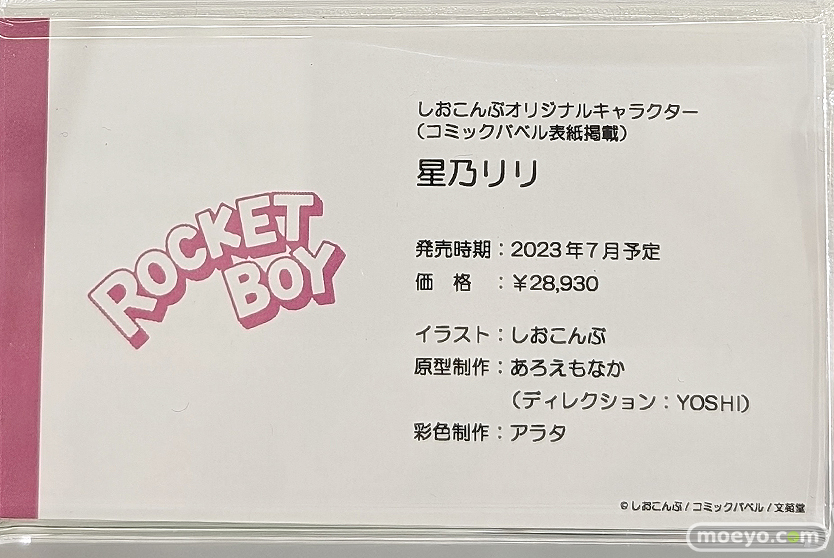 しおこんぶオリジナルキャラクター
（コミックバベル表紙掲載）
星乃リリ
ROCKET
BOY
発売時期：2023年7月予定
価　格　：￥28,930
イラスト：しおこんぶ
原型制作：あろえもなか
（ディレクション：YOSHI）
彩色制作：アラタ
© しおこんぶ / コミックバベル / 文苑堂
moeyo.com